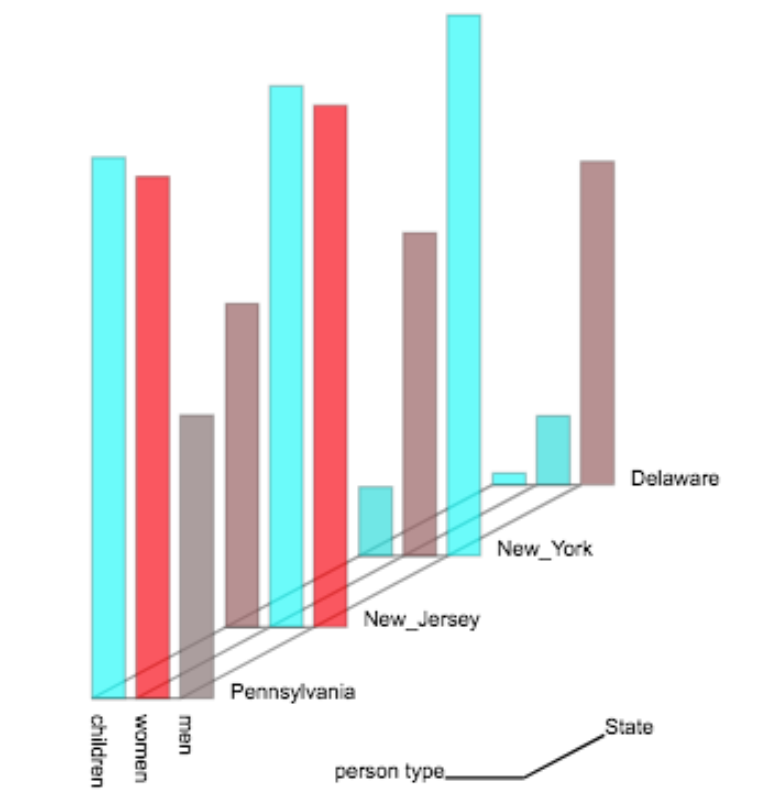 Delaware
New_York
New_Jersey
Pennsylvania
children
women
men
State
person type